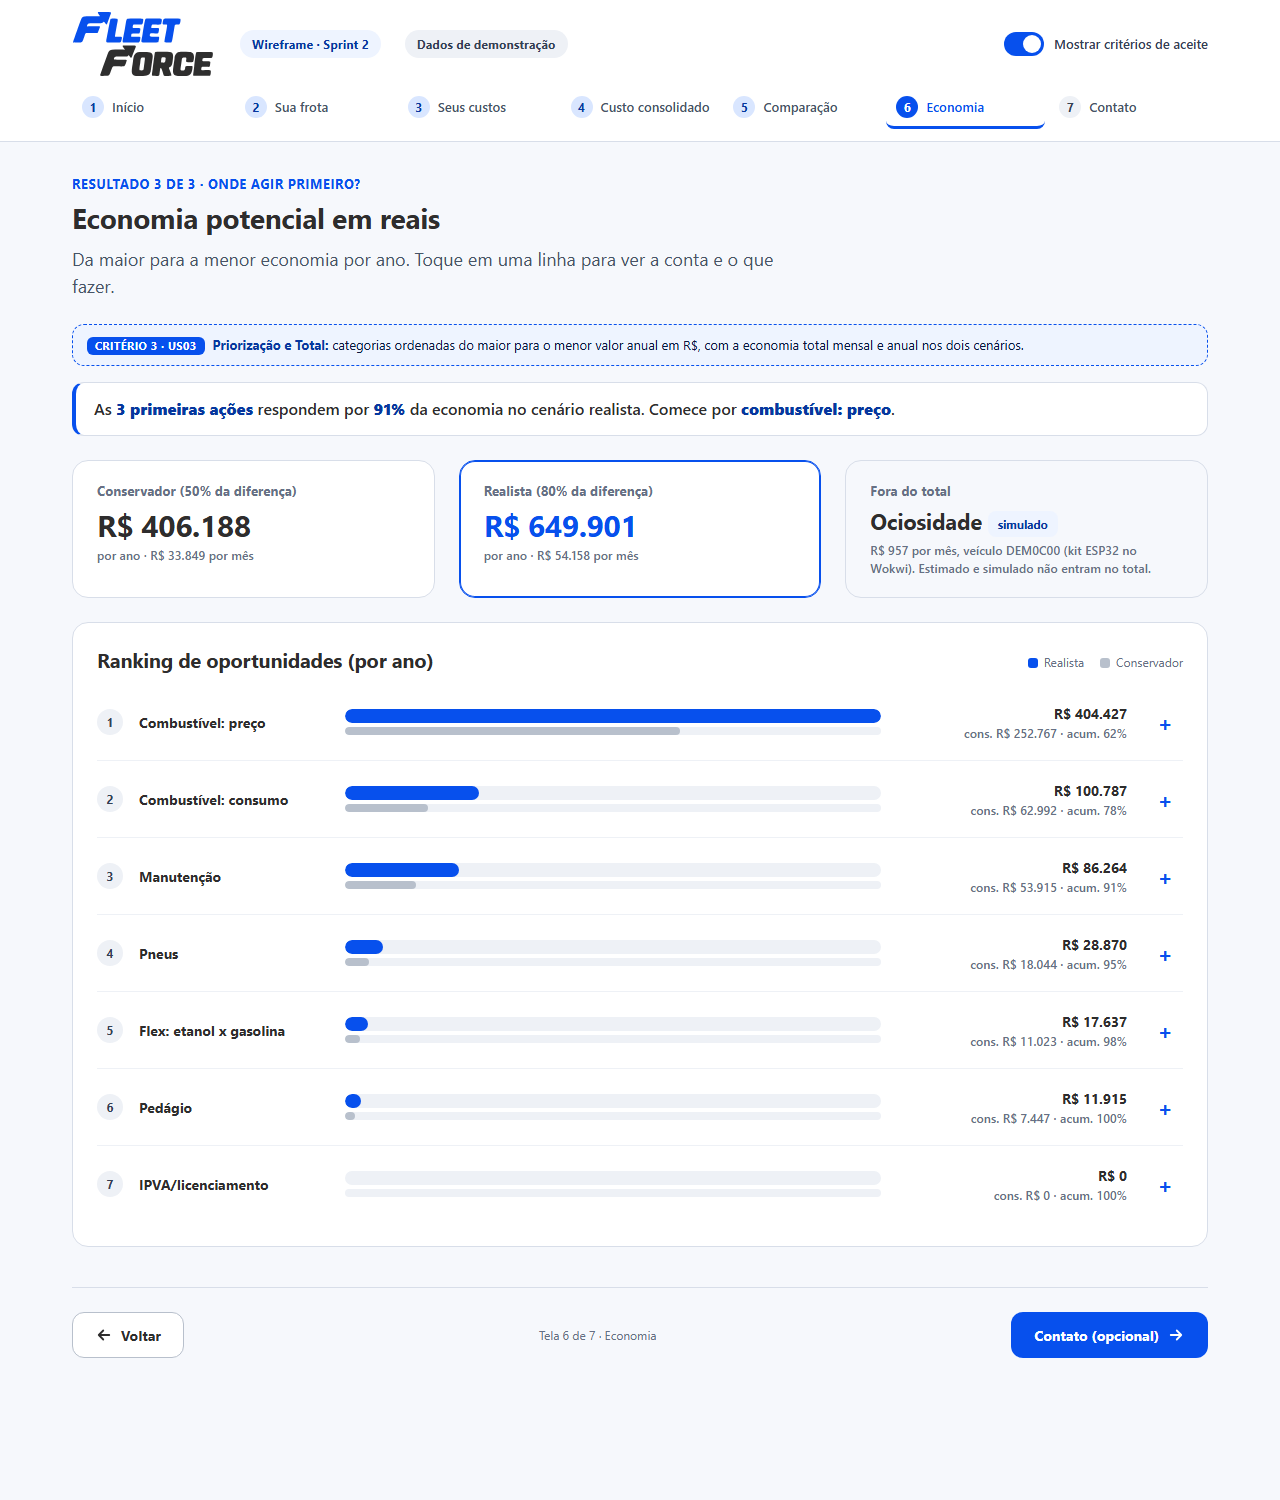 FLEET
FORCE
Wireframe · Sprint 2
Dados de demonstração
Mostrar critérios de aceite
1 Início
2 Sua frota
3 Seus custos
4 Custo consolidado
5 Comparação
6 Economia
7 Contato
RESULTADO 3 DE 3 · ONDE AGIR PRIMEIRO?
Economia potencial em reais
Da maior para a menor economia por ano. Toque em uma linha para ver a conta e o que
fazer.
CRITÉRIO 3 · US03 Priorização e Total: categorias ordenadas do maior para o menor valor anual em R$, com a economia total mensal e anual nos dois cenários.
As 3 primeiras ações respondem por 91% da economia no cenário realista. Comece por combustível: preço.
Conservador (50% da diferença)
R$ 406.188
por ano · R$ 33.849 por mês
Realista (80% da diferença)
R$ 649.901
por ano · R$ 54.158 por mês
Fora do total
Ociosidade simulado
R$ 957 por mês, veículo DEM0C00 (kit ESP32 no
Wokwi). Estimado e simulado não entram no total.
Ranking de oportunidades (por ano)
Realista
Conservador
1 Combustível: preço
R$ 404.427
cons. R$ 252.767 · acum. 62%
+
2 Combustível: consumo
R$ 100.787
cons. R$ 62.992 · acum. 78%
+
3 Manutenção
R$ 86.264
cons. R$ 53.915 · acum. 91%
+
4 Pneus
R$ 28.870
cons. R$ 18.044 · acum. 95%
+
5 Flex: etanol x gasolina
R$ 17.637
cons. R$ 11.023 · acum. 98%
+
6 Pedágio
R$ 11.915
cons. R$ 7.447 · acum. 100%
+
7 IPVA/licenciamento
R$ 0
cons. R$ 0 · acum. 100%
+
← Voltar
Tela 6 de 7 · Economia
Contato (opcional) →